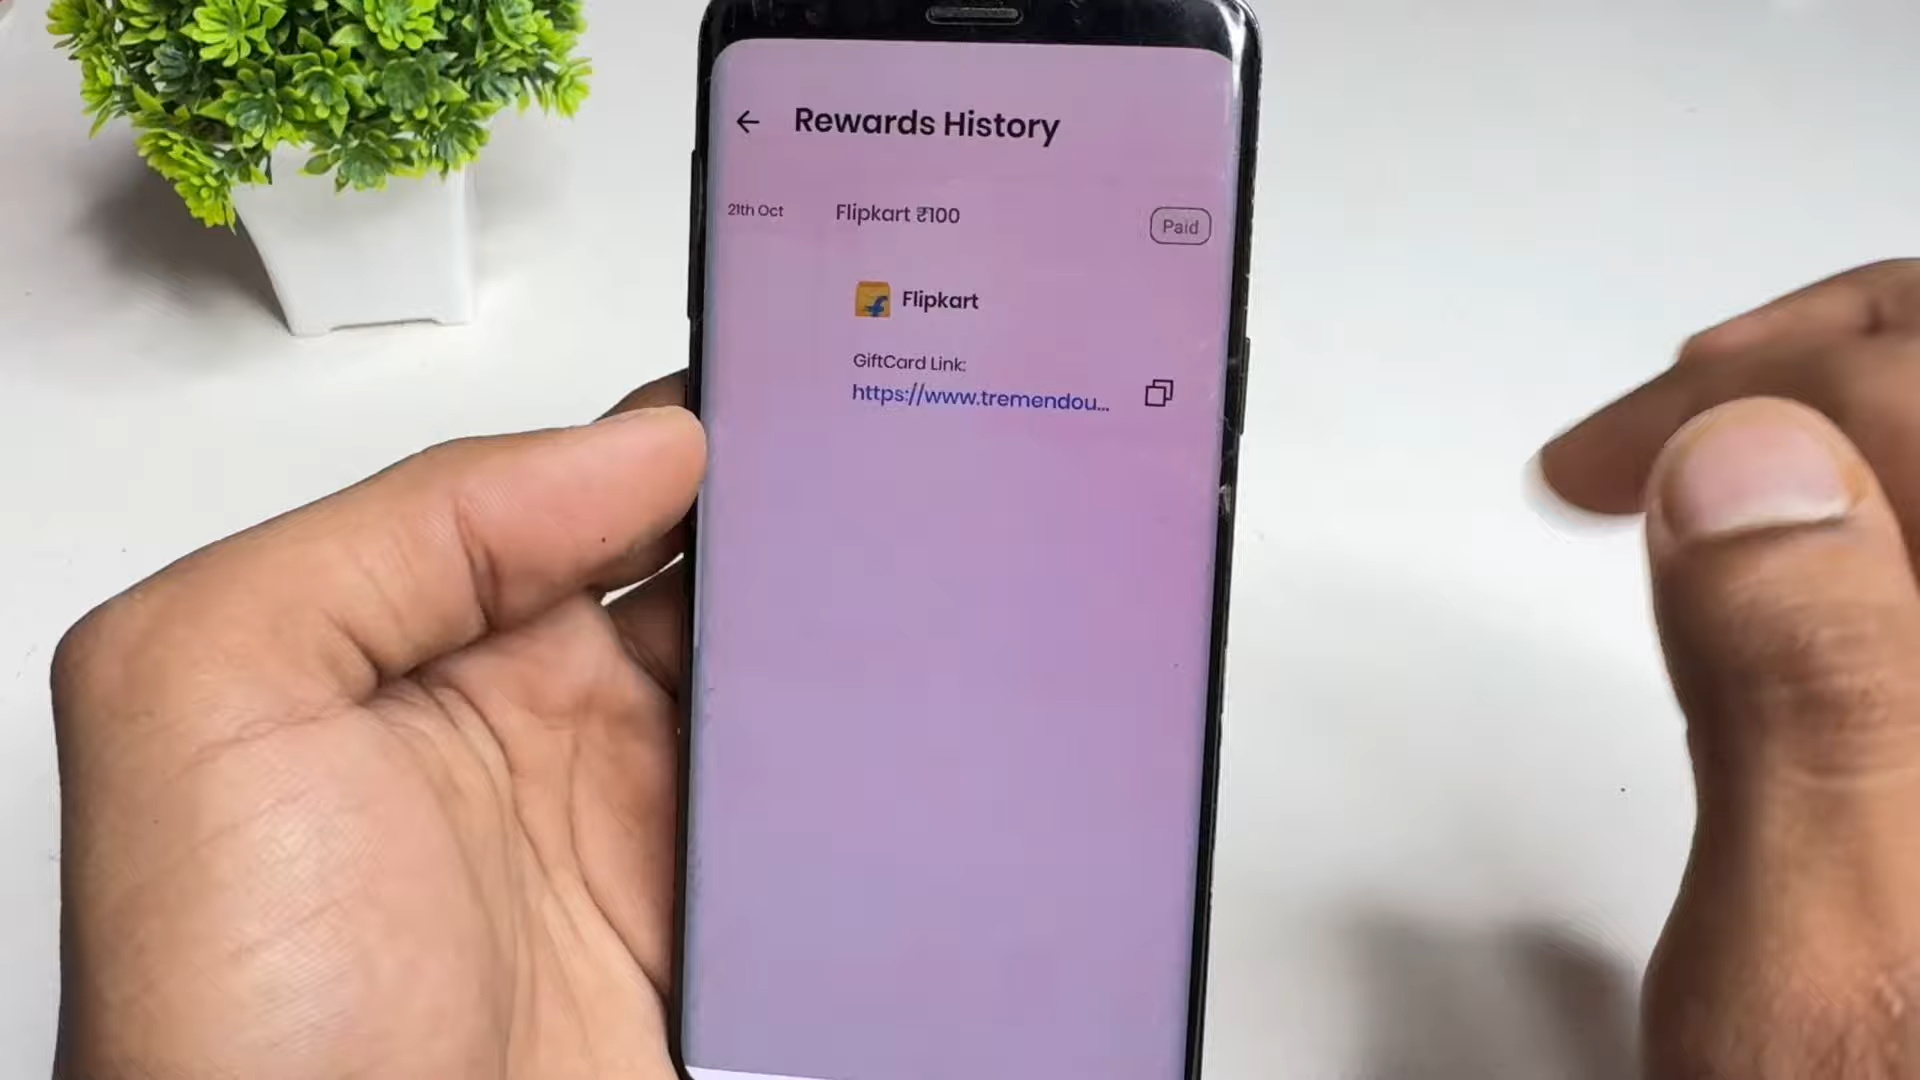 Rewards History
21th Oct
Flipkart ₹100
Paid
Flipkart
GiftCard Link:
https://www.tremendou...